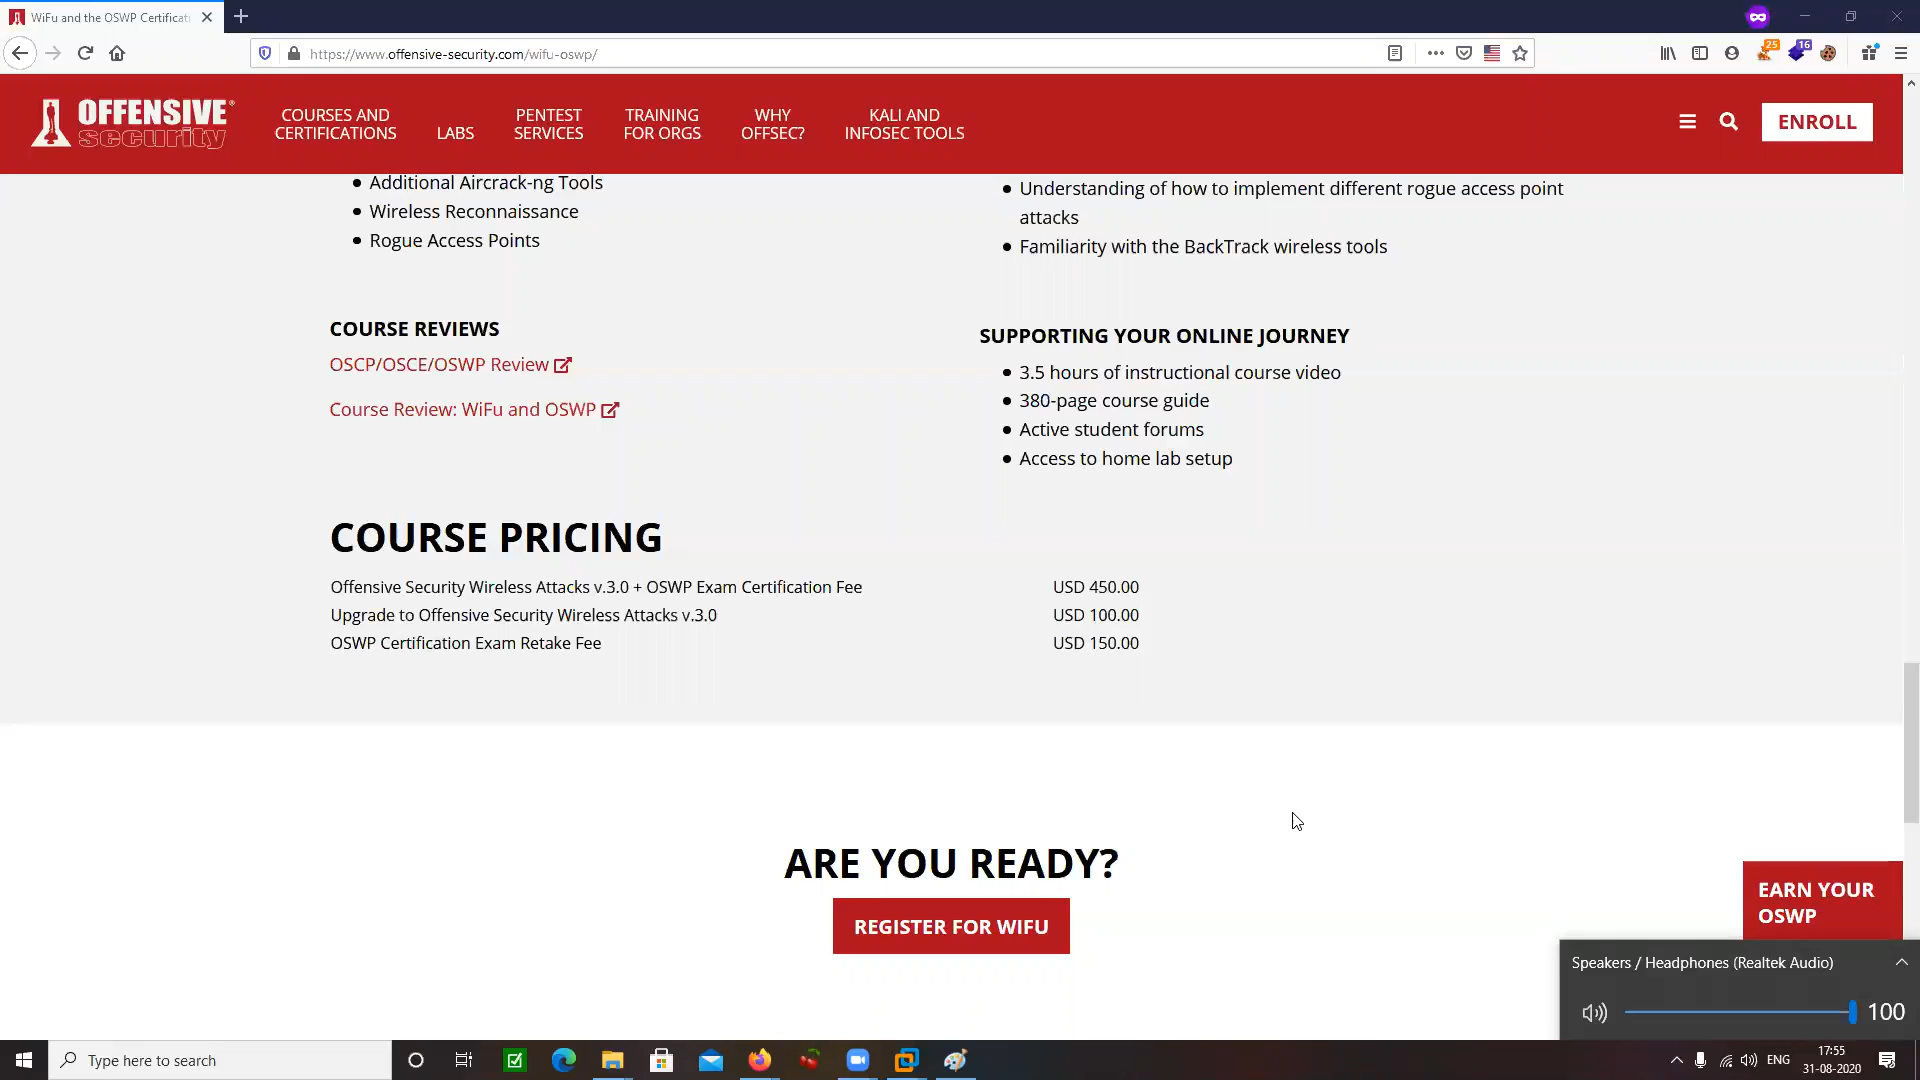 WiFu and the OSWP Certificati
https://www.offensive-security.com/wifu-oswp/
25
16
OFFENSIVE®
security
COURSES AND
CERTIFICATIONS
LABS
PENTEST
SERVICES
TRAINING
FOR ORGS
WHY
OFFSEC?
KALI AND
INFOSEC TOOLS
ENROLL
Additional Aircrack-ng Tools
Wireless Reconnaissance
Rogue Access Points
Understanding of how to implement different rogue access point
attacks
Familiarity with the BackTrack wireless tools
COURSE REVIEWS
OSCP/OSCE/OSWP Review
Course Review: WiFu and OSWP
SUPPORTING YOUR ONLINE JOURNEY
3.5 hours of instructional course video
380-page course guide
Active student forums
Access to home lab setup
COURSE PRICING
Offensive Security Wireless Attacks v.3.0 + OSWP Exam Certification Fee USD 450.00
Upgrade to Offensive Security Wireless Attacks v.3.0 USD 100.00
OSWP Certification Exam Retake Fee USD 150.00
ARE YOU READY?
REGISTER FOR WIFU
EARN YOUR
OSWP
Speakers / Headphones (Realtek Audio)
100
Type here to search
ENG
17:55
31-08-2020